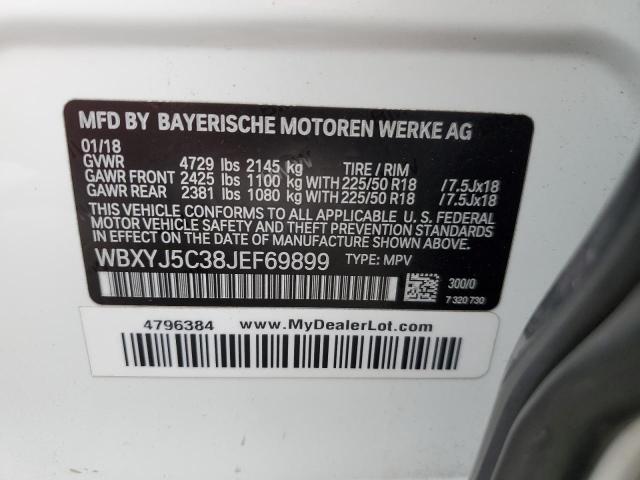 MFD BY BAYERISCHE MOTOREN WERKE AG
01/18
GVWR 4729 lbs 2145 kg TIRE / RIM
GAWR FRONT 2425 lbs 1100 kg WITH 225/50 R18 /7.5Jx18
GAWR REAR 2381 lbs 1080 kg WITH 225/50 R18 /7.5Jx18
THIS VEHICLE CONFORMS TO ALL APPLICABLE U. S. FEDERAL
MOTOR VEHICLE SAFETY AND THEFT PREVENTION STANDARDS
IN EFFECT ON THE DATE OF MANUFACTURE SHOWN ABOVE.
WBXYJ5C38JEF69899 TYPE: MPV
300/0
7 320 730
4796384 www.MyDealerLot.com